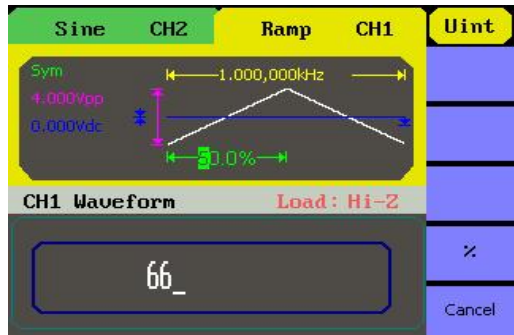 Sine CH2 Ramp CH1 Uint
Sym
1.000,000kHz
4.000Vpp
0.000Vdc
50.0%
CH1 Waveform Load: Hi-Z
66_
%
Cancel